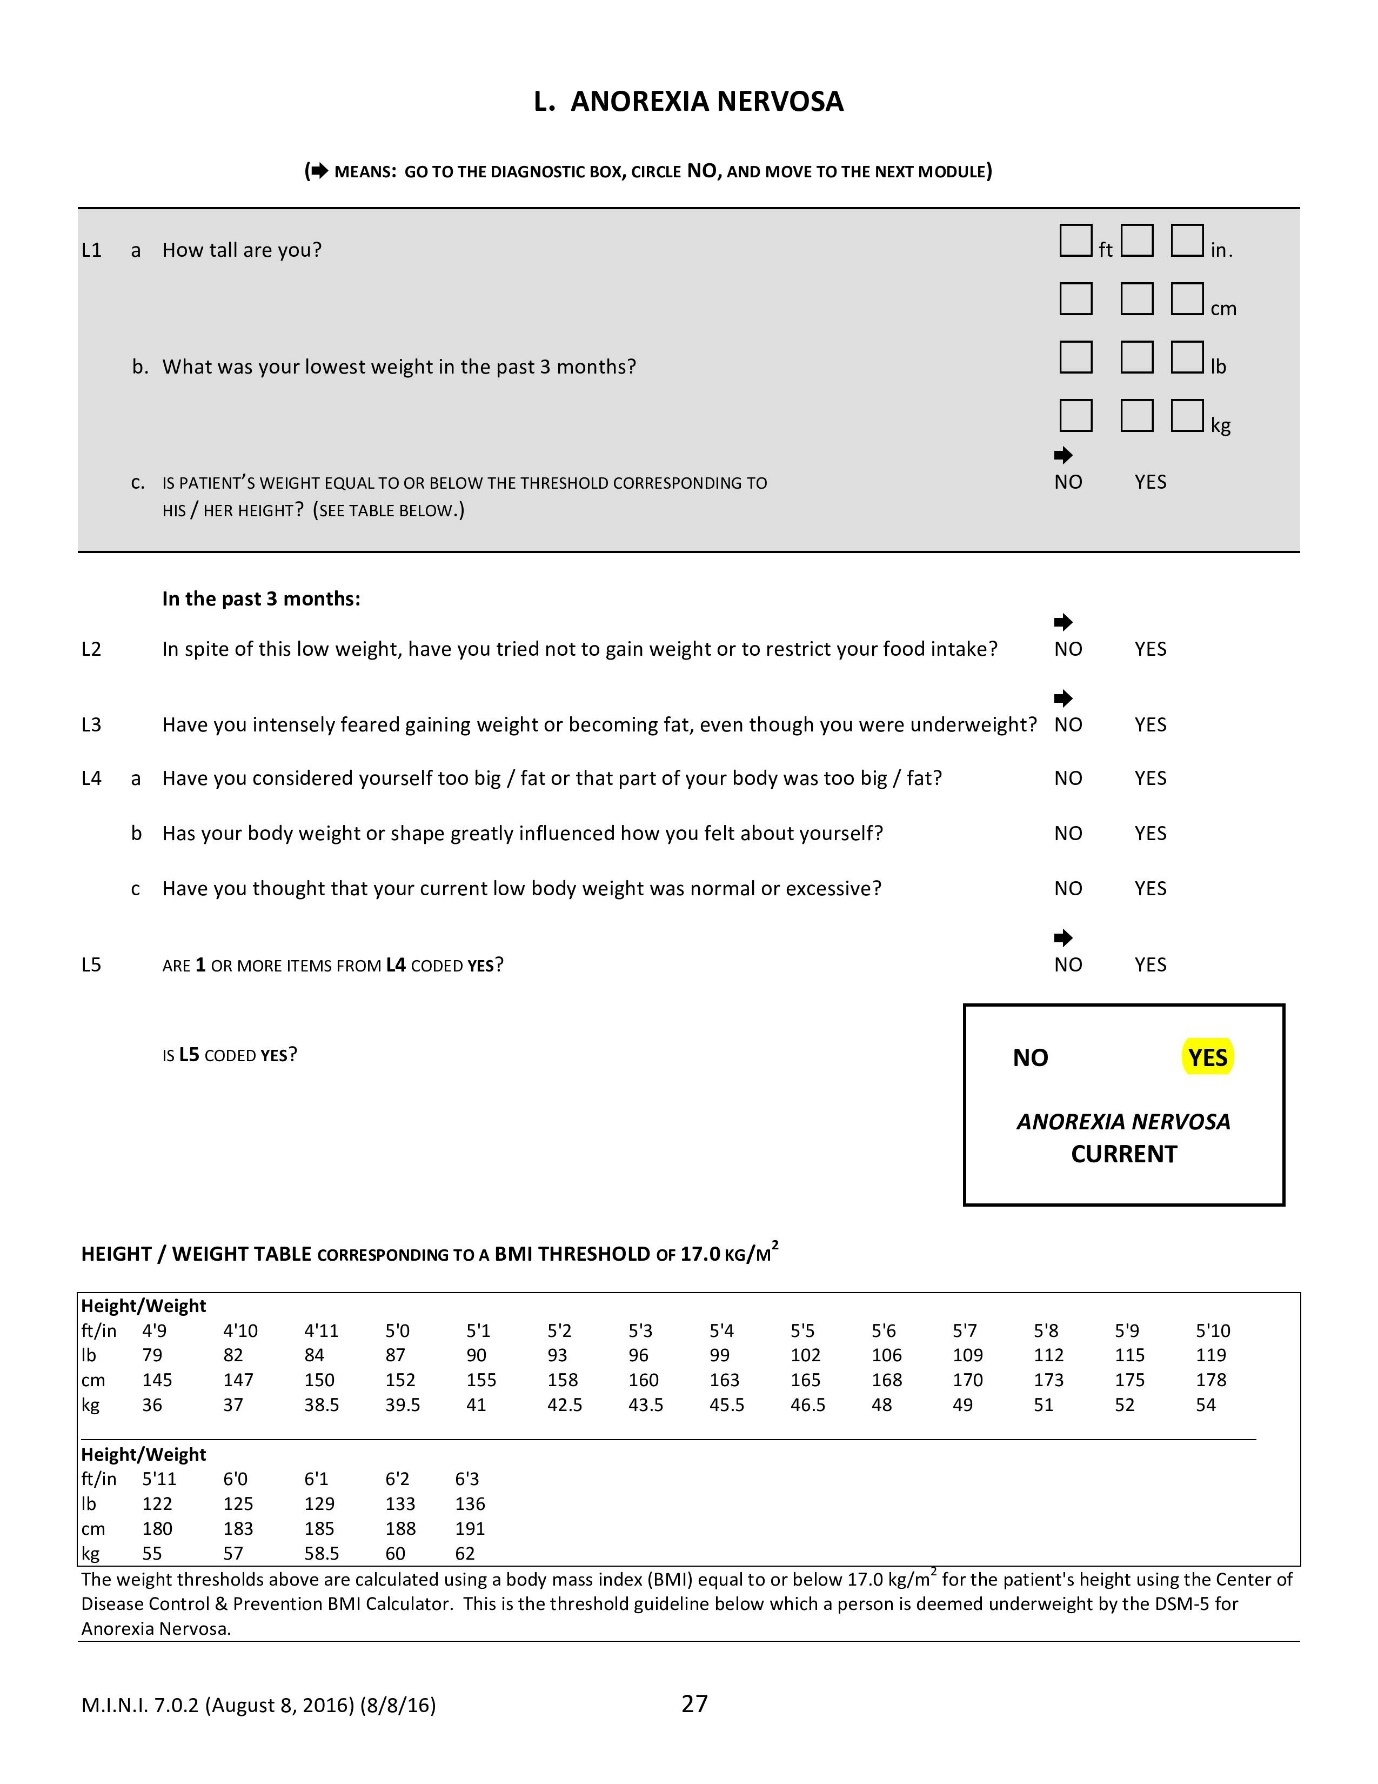 L. ANOREXIA NERVOSA
(➡ MEANS: GO TO THE DIAGNOSTIC BOX, CIRCLE NO, AND MOVE TO THE NEXT MODULE)
L1 a How tall are you? ft in.
cm
b. What was your lowest weight in the past 3 months? lb
kg
➡
c. IS PATIENT'S WEIGHT EQUAL TO OR BELOW THE THRESHOLD CORRESPONDING TO NO YES
HIS / HER HEIGHT? (SEE TABLE BELOW.)
In the past 3 months:
➡
L2 In spite of this low weight, have you tried not to gain weight or to restrict your food intake? NO YES
➡
L3 Have you intensely feared gaining weight or becoming fat, even though you were underweight? NO YES
L4 a Have you considered yourself too big / fat or that part of your body was too big / fat? NO YES
b Has your body weight or shape greatly influenced how you felt about yourself? NO YES
c Have you thought that your current low body weight was normal or excessive? NO YES
➡
L5 ARE 1 OR MORE ITEMS FROM L4 CODED YES? NO YES
IS L5 CODED YES? NO YES
ANOREXIA NERVOSA
CURRENT
HEIGHT / WEIGHT TABLE CORRESPONDING TO A BMI THRESHOLD OF 17.0 KG/M²
Height/Weight
ft/in 4'9 4'10 4'11 5'0 5'1 5'2 5'3 5'4 5'5 5'6 5'7 5'8 5'9 5'10
lb 79 82 84 87 90 93 96 99 102 106 109 112 115 119
cm 145 147 150 152 155 158 160 163 165 168 170 173 175 178
kg 36 37 38.5 39.5 41 42.5 43.5 45.5 46.5 48 49 51 52 54
Height/Weight
ft/in 5'11 6'0 6'1 6'2 6'3
lb 122 125 129 133 136
cm 180 183 185 188 191
kg 55 57 58.5 60 62
The weight thresholds above are calculated using a body mass index (BMI) equal to or below 17.0 kg/m² for the patient's height using the Center of
Disease Control & Prevention BMI Calculator. This is the threshold guideline below which a person is deemed underweight by the DSM-5 for
Anorexia Nervosa.
M.I.N.I. 7.0.2 (August 8, 2016) (8/8/16) 27